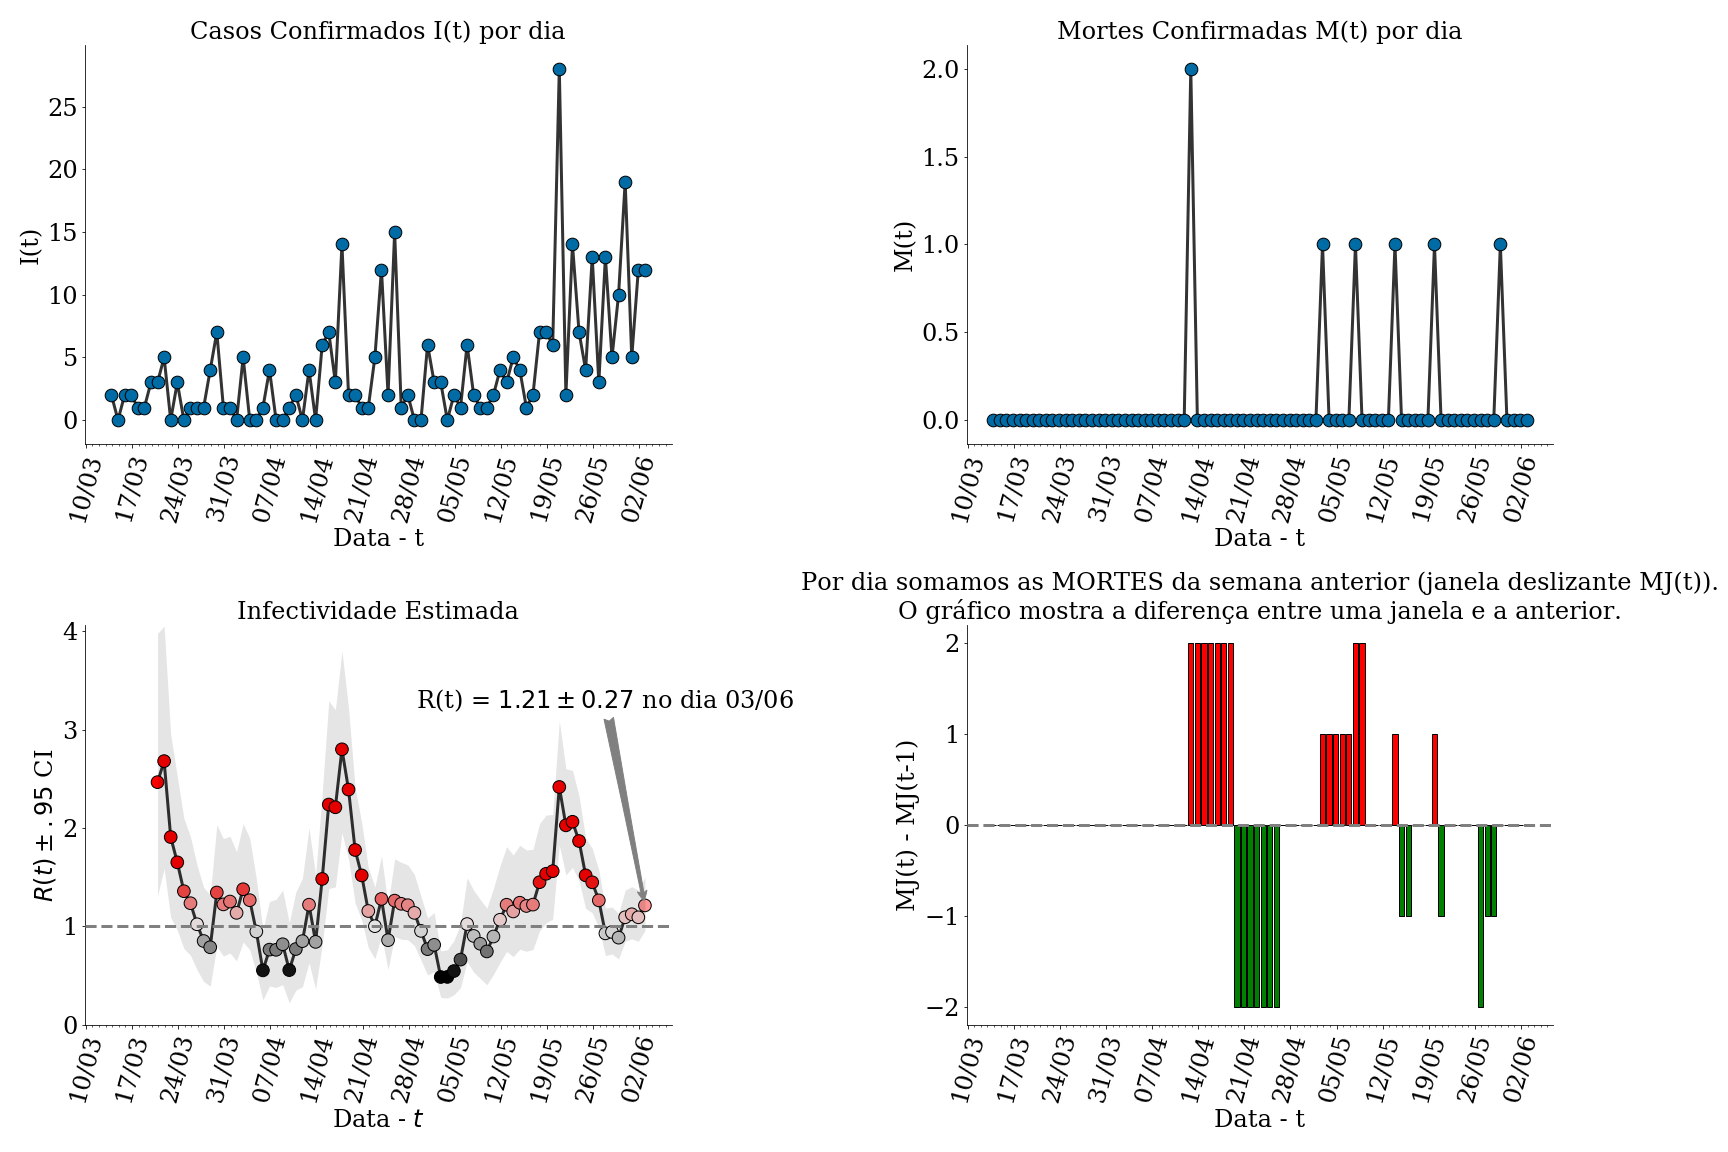 Casos Confirmados I(t) por dia
I(t)
25
20
15
10
5
0
10/03 17/03 24/03 31/03 07/04 14/04 21/04 28/04 05/05 12/05 19/05 26/05 02/06
Data - t
Mortes Confirmadas M(t) por dia
M(t)
2.0
1.5
1.0
0.5
0.0
10/03 17/03 24/03 31/03 07/04 14/04 21/04 28/04 05/05 12/05 19/05 26/05 02/06
Data - t
Infectividade Estimada
R(t) ± .95 CI
4
3
2
1
0
R(t) = 1.21 ± 0.27 no dia 03/06
10/03 17/03 24/03 31/03 07/04 14/04 21/04 28/04 05/05 12/05 19/05 26/05 02/06
Data - t
Por dia somamos as MORTES da semana anterior (janela deslizante MJ(t)).
O gráfico mostra a diferença entre uma janela e a anterior.
MJ(t) - MJ(t-1)
2
1
0
−1
−2
10/03 17/03 24/03 31/03 07/04 14/04 21/04 28/04 05/05 12/05 19/05 26/05 02/06
Data - t